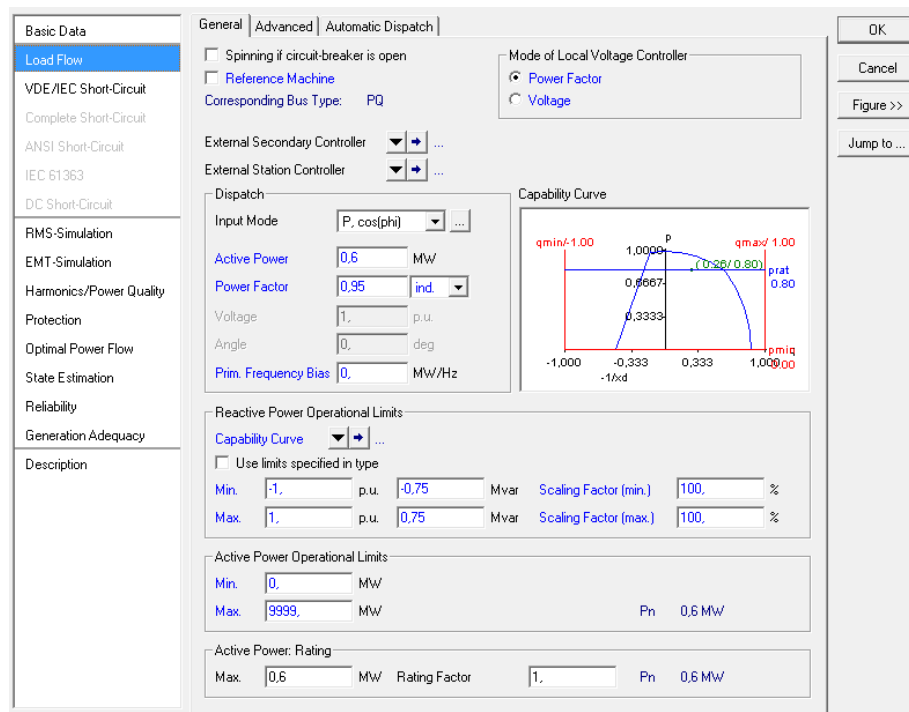 Basic Data
Load Flow
VDE/IEC Short-Circuit
Complete Short-Circuit
ANSI Short-Circuit
IEC 61363
DC Short-Circuit
RMS-Simulation
EMT-Simulation
Harmonics/Power Quality
Protection
Optimal Power Flow
State Estimation
Reliability
Generation Adequacy
Description
General Advanced Automatic Dispatch
Spinning if circuit-breaker is open
Reference Machine
Corresponding Bus Type: PQ
Mode of Local Voltage Controller
Power Factor
Voltage
External Secondary Controller ...
External Station Controller ...
Dispatch
Input Mode P, cos(phi) ...
Active Power 0,6 MW
Power Factor 0,95 ind.
Voltage 1, p.u.
Angle 0, deg
Prim. Frequency Bias 0, MW/Hz
Capability Curve
p
qmin/-1.00 1,0000 qmax/ 1.00
( 0.26/ 0.80) prat
0,6667 0.80
0,3333
pmin
-1,000 -0,333 0,333 1,000 0.00
-1/xd
Reactive Power Operational Limits
Capability Curve ...
Use limits specified in type
Min. -1, p.u. -0,75 Mvar Scaling Factor (min.) 100, %
Max. 1, p.u. 0,75 Mvar Scaling Factor (max.) 100, %
Active Power Operational Limits
Min. 0, MW
Max. 9999, MW Pn 0,6 MW
Active Power: Rating
Max. 0,6 MW Rating Factor 1, Pn 0,6 MW
OK
Cancel
Figure >>
Jump to ...